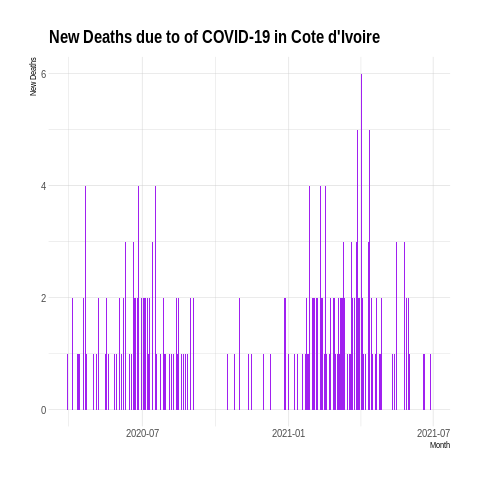 New Deaths due to of COVID-19 in Cote d'Ivoire
New Deaths
6
4
2
0
2020-07 2021-01 2021-07
Month